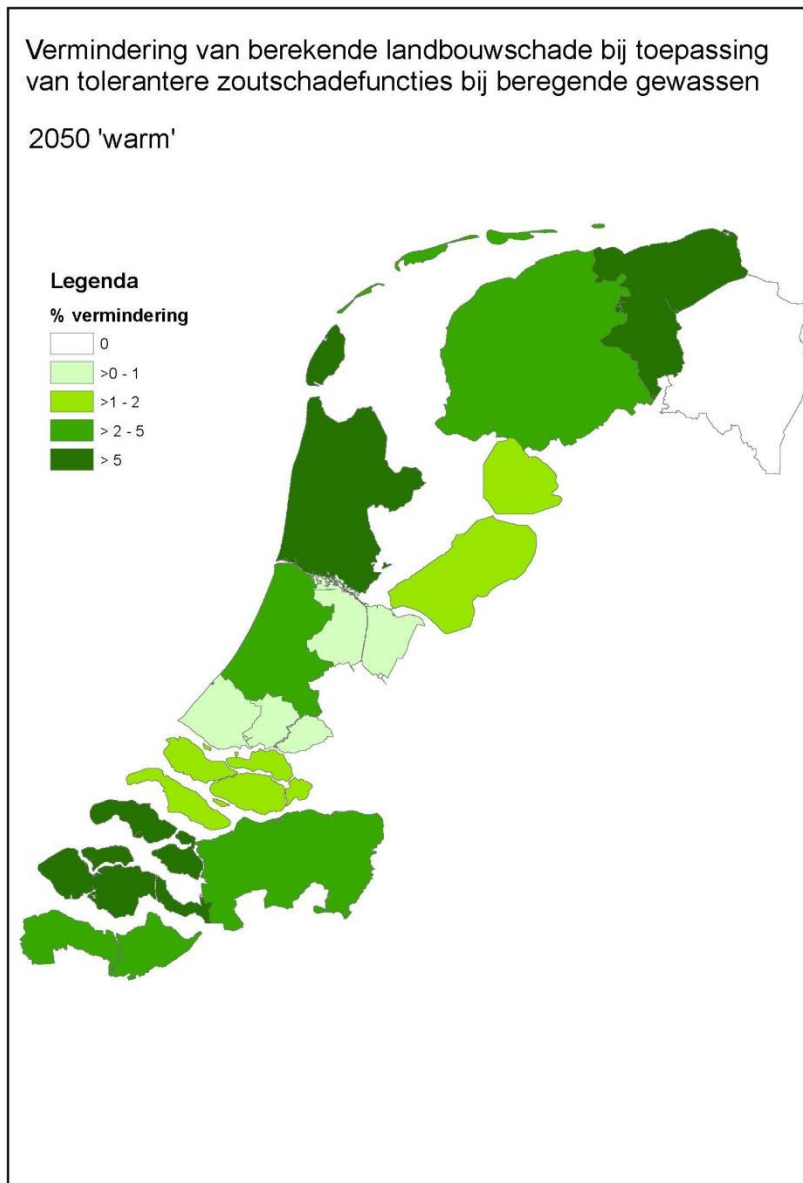 Vermindering van berekende landbouwschade bij toepassing
van tolerantere zoutschadefuncties bij beregende gewassen
2050 'warm'
Legenda
% vermindering
0
>0 - 1
>1 - 2
> 2 - 5
> 5